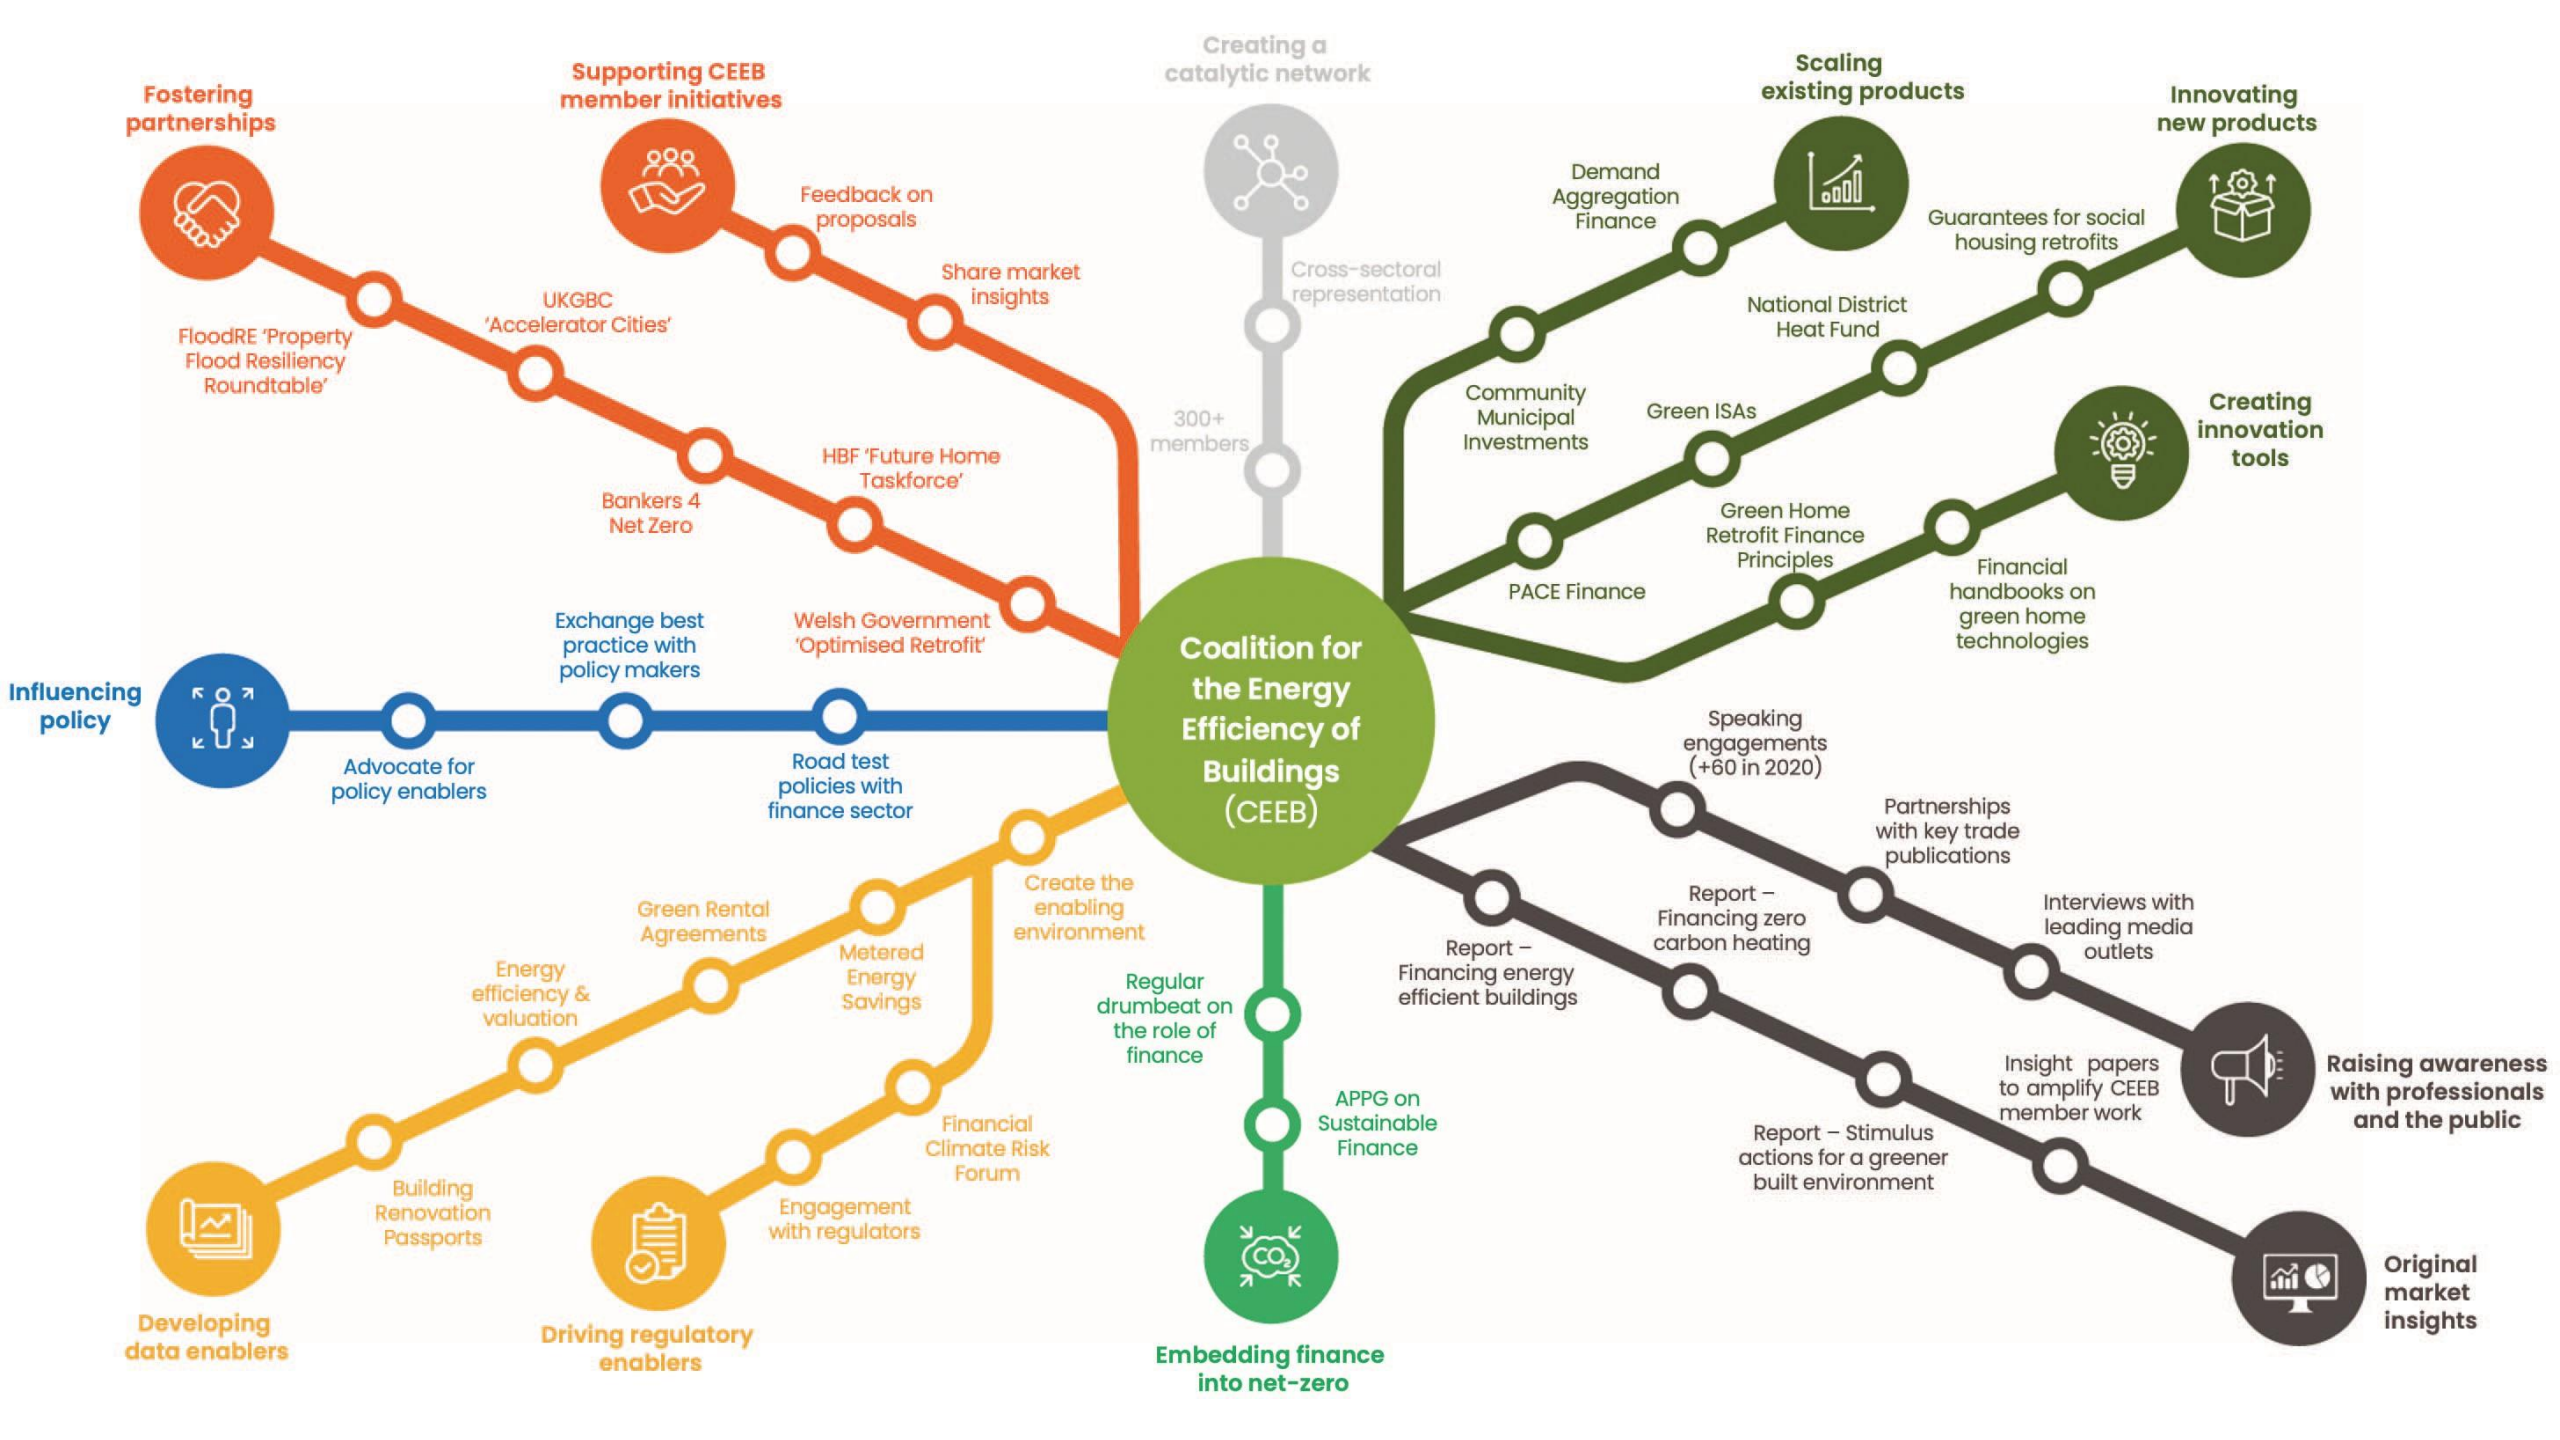 Fostering
partnerships
FloodRE ‘Property
Flood Resiliency
Roundtable’
UKGBC
‘Accelerator Cities’
Bankers 4
Net Zero
HBF ‘Future Home
Taskforce’
Welsh Government
‘Optimised Retrofit’
Supporting CEEB
member initiatives
Feedback on
proposals
Share market
insights
Creating a
catalytic network
Cross-sectoral
representation
300+
members
Scaling
existing products
Demand
Aggregation
Finance
Community
Municipal
Investments
Innovating
new products
Guarantees for social
housing retrofits
National District
Heat Fund
Green ISAs
PACE Finance
Creating
innovation
tools
Green Home
Retrofit Finance
Principles
Financial
handbooks on
green home
technologies
Influencing
policy
Advocate for
policy enablers
Exchange best
practice with
policy makers
Road test
policies with
finance sector
Coalition for
the Energy
Efficiency of
Buildings
(CEEB)
Create the
enabling
environment
Metered
Energy
Savings
Green Rental
Agreements
Energy
efficiency &
valuation
Building
Renovation
Passports
Developing
data enablers
Financial
Climate Risk
Forum
Engagement
with regulators
Driving regulatory
enablers
Regular
drumbeat on
the role of
finance
APPG on
Sustainable
Finance
CO₂
Embedding finance
into net-zero
Speaking
engagements
(+60 in 2020)
Partnerships
with key trade
publications
Interviews with
leading media
outlets
Raising awareness
with professionals
and the public
Report –
Financing energy
efficient buildings
Report –
Financing zero
carbon heating
Report – Stimulus
actions for a greener
built environment
Insight papers
to amplify CEEB
member work
Original
market
insights